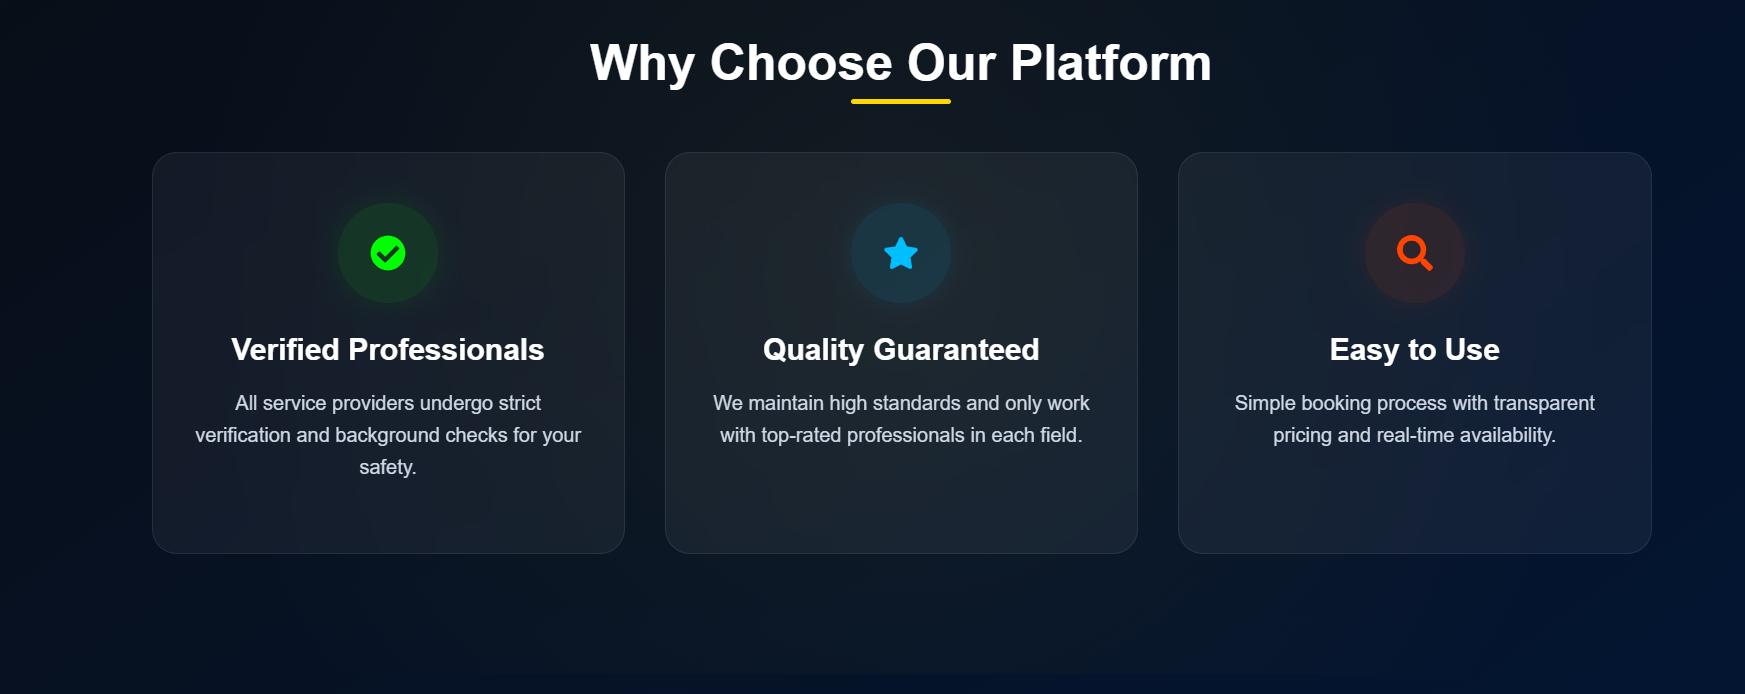 Why Choose Our Platform
Verified Professionals
All service providers undergo strict
verification and background checks for your
safety.
Quality Guaranteed
We maintain high standards and only work
with top-rated professionals in each field.
Easy to Use
Simple booking process with transparent
pricing and real-time availability.